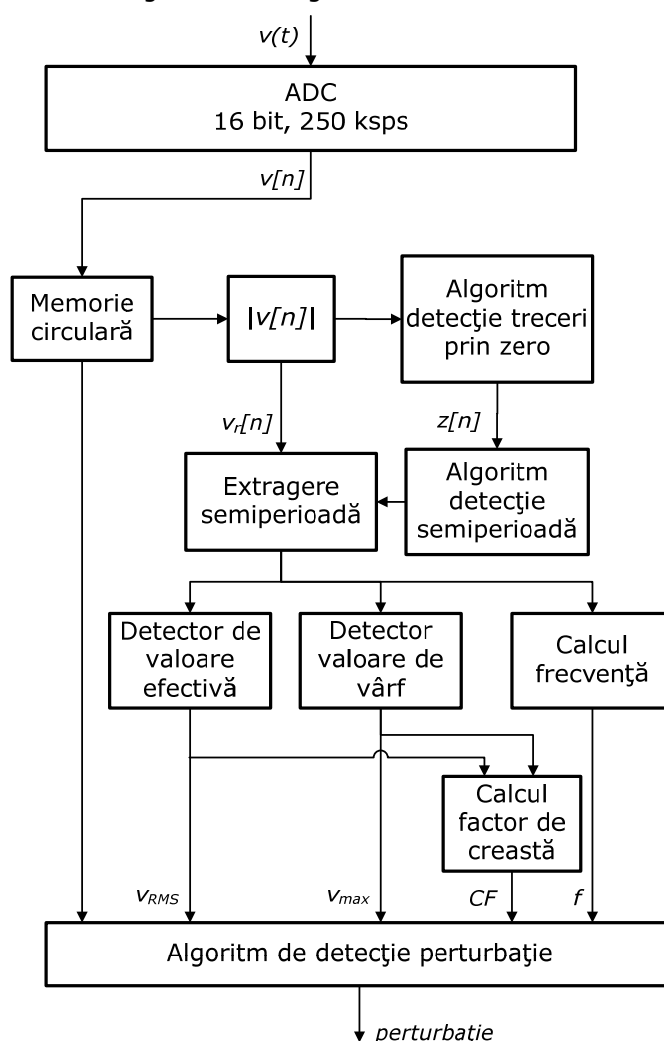 v(t)
ADC
16 bit, 250 ksps
v[n]
Memorie
circulară
|v[n]|
Algoritm
detecţie treceri
prin zero
vr[n]
z[n]
Extragere
semiperioadă
Algoritm
detecţie
semiperioadă
Detector de
valoare
efectivă
Detector
valoare de
vârf
Calcul
frecvenţă
Calcul
factor de
creastă
vRMS
vmax
CF
f
Algoritm de detecţie perturbaţie
perturbaţie